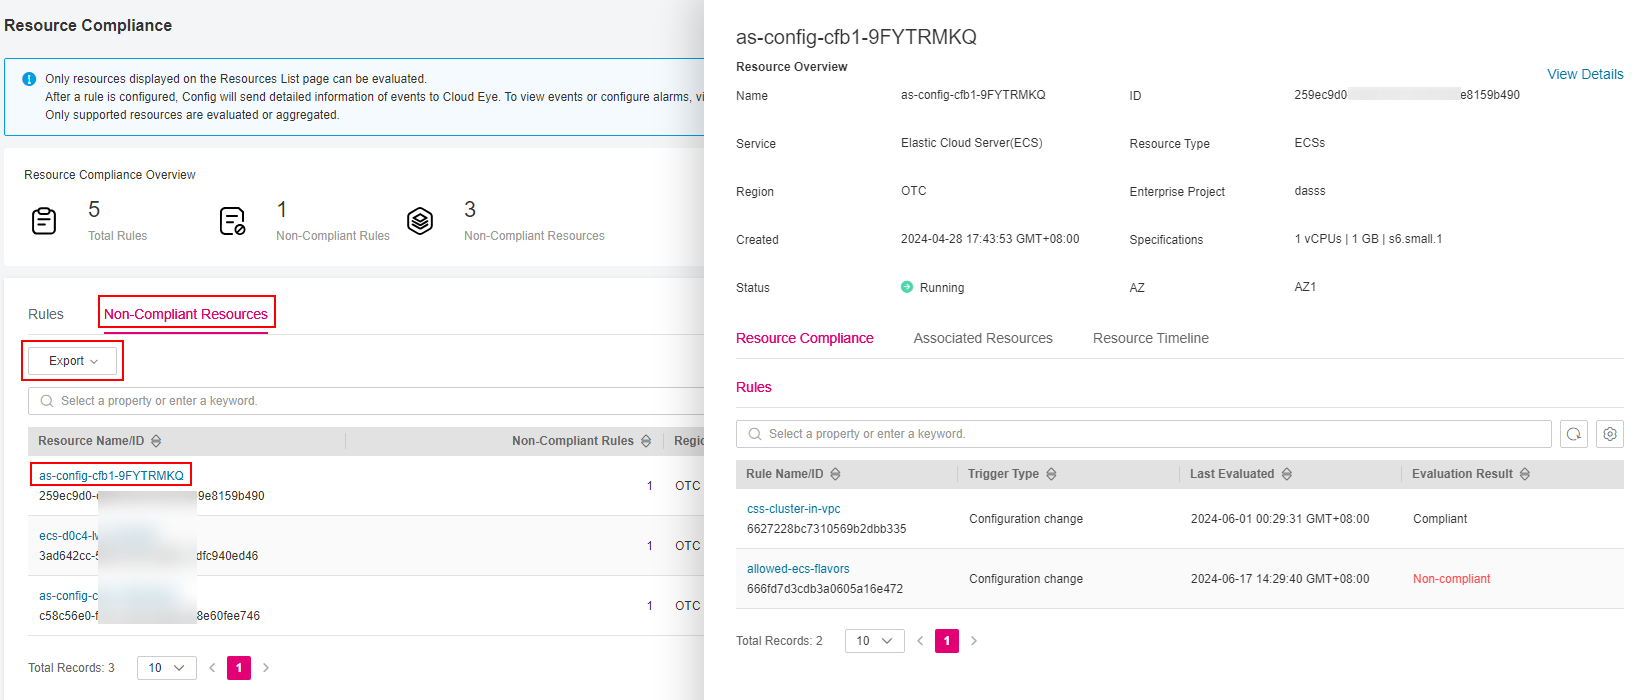 Resource Compliance
Only resources displayed on the Resources List page can be evaluated.
After a rule is configured, Config will send detailed information of events to Cloud Eye. To view events or configure alarms,
Only supported resources are evaluated or aggregated.
Resource Compliance Overview
5
Total Rules
1
Non-Compliant Rules
3
Non-Compliant Resources
Rules
Non-Compliant Resources
Export
Select a property or enter a keyword.
Resource Name/ID Non-Compliant Rules
as-config-cfb1-9FYTRMKQ
259ec9d0- 9e8159b490 1 OTC
ecs-d0c4-
3ad642cc- dfc940ed46 1 OTC
as-config-c
c58c56e0-f 8e60fee746 1 OTC
Total Records: 3 10 1
as-config-cfb1-9FYTRMKQ
Resource Overview
View Details
Name as-config-cfb1-9FYTRMKQ ID 259ec9d0 e8159b490
Service Elastic Cloud Server(ECS) Resource Type ECSs
Region OTC Enterprise Project dasss
Created 2024-04-28 17:43:53 GMT+08:00 Specifications 1 vCPUs | 1 GB | s6.small.1
Status Running AZ AZ1
Resource Compliance Associated Resources Resource Timeline
Rules
Select a property or enter a keyword.
Rule Name/ID Trigger Type Last Evaluated Evaluation Result
css-cluster-in-vpc
6627228bc7310569b2dbb335 Configuration change 2024-06-01 00:29:31 GMT+08:00 Compliant
allowed-ecs-flavors
666fd7d3cdb3a0605a16e472 Configuration change 2024-06-17 14:29:40 GMT+08:00 Non-compliant
Total Records: 2 10 1